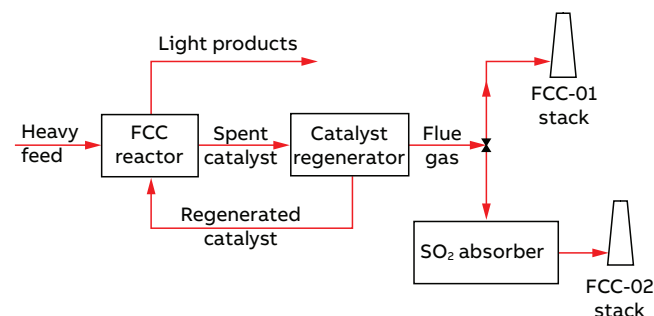 Light products
FCC-01
stack
Heavy
feed
FCC
reactor
Spent
catalyst
Catalyst
regenerator
Flue
gas
Regenerated
catalyst
SO₂ absorber
FCC-02
stack